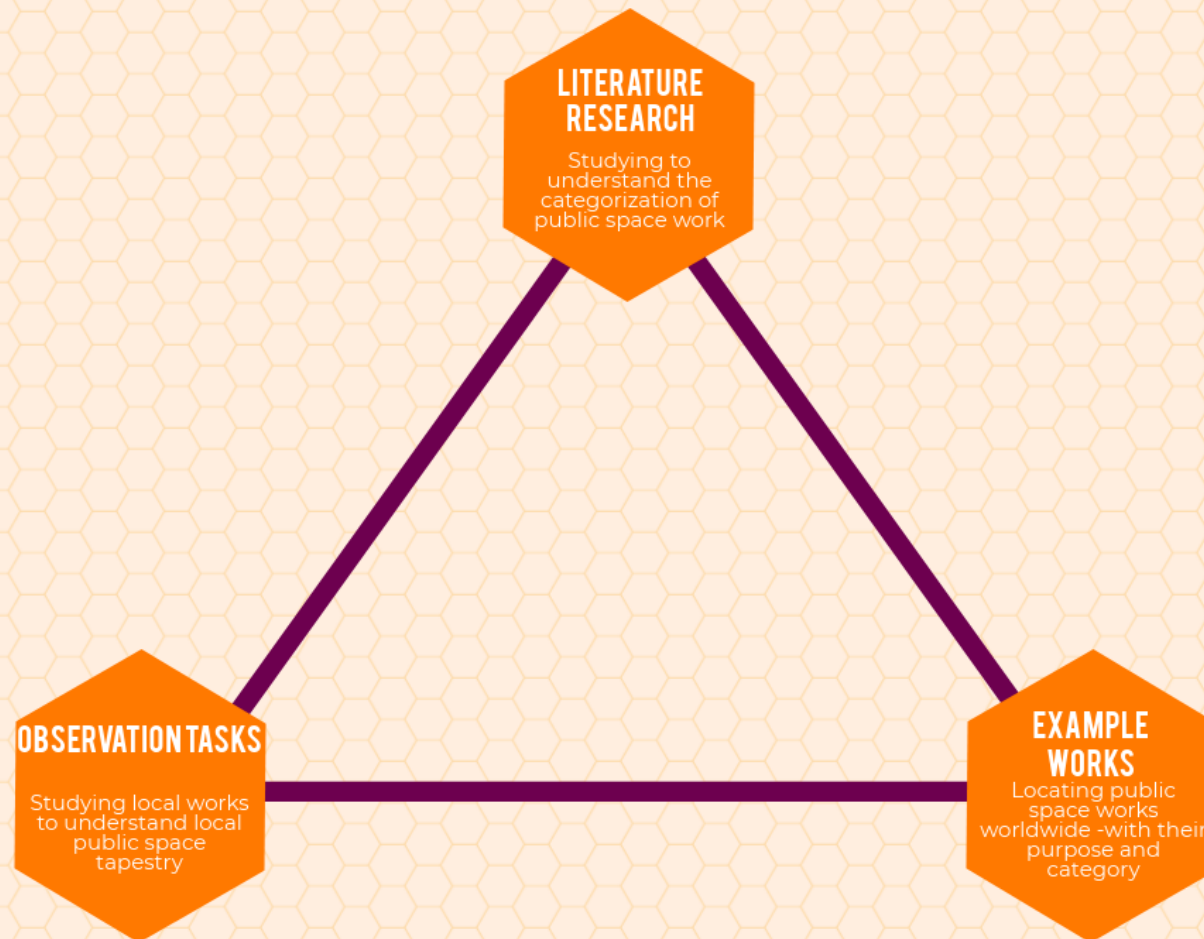 LITERATURE
RESEARCH
Studying to
understand the
categorization of
public space work
OBSERVATION TASKS
Studying local works
to understand local
public space
tapestry
EXAMPLE
WORKS
Locating public
space works
worldwide -with their
purpose and
category